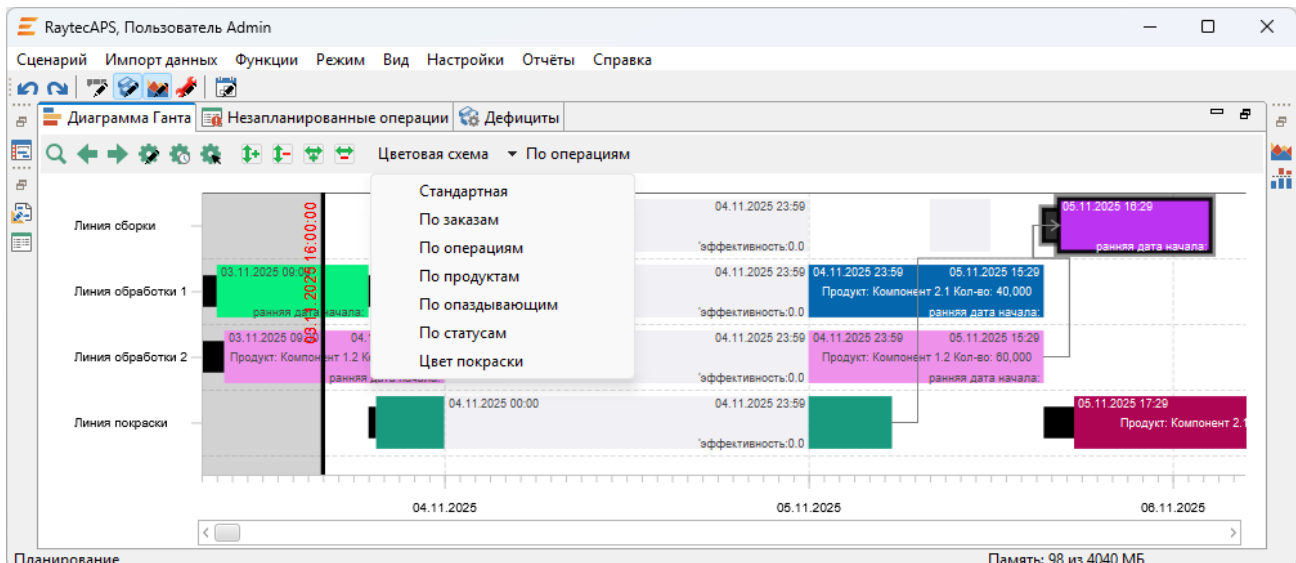 RaytecAPS, Пользователь Admin
Сценарий Импорт данных Функции Режим Вид Настройки Отчёты Справка
Диаграмма Ганта Незапланированные операции Дефициты
Цветовая схема По операциям
Стандартная
По заказам
По операциям
По продуктам
По опаздывающим
По статусам
Цвет покраски
03.11.2025 16:00:00
Линия сборки
04.11.2025 23:59
'эффективность:0.0
05.11.2025 16:29
ранняя дата начала:
Линия обработки 1
03.11.2025 09:
ранняя дата начала:
04.11.2025 23:59
'эффективность:0.0
04.11.2025 23:59 05.11.2025 15:29
Продукт: Компонент 2.1 Кол-во: 40,000
ранняя дата начала:
Линия обработки 2
03.11.2025 09: 04.
Продукт: Компонент 1.2 К
ранняя дата начала:
04.11.2025 23:59
'эффективность:0.0
04.11.2025 23:59 05.11.2025 15:29
Продукт: Компонент 1.2 Кол-во: 60,000
ранняя дата начала:
Линия покраски
04.11.2025 00:00 04.11.2025 23:59
'эффективность:0.0
05.11.2025 17:29
Продукт: Компонент 2.1
04.11.2025 05.11.2025 06.11.2025
Планирование Память: 98 из 4040 МБ